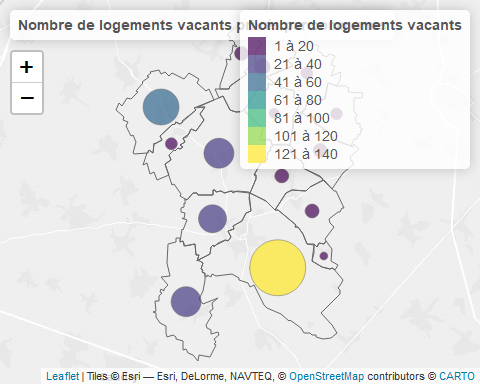 Nombre de logements vacants p
Nombre de logements vacants
+
−
1 à 20
21 à 40
41 à 60
61 à 80
81 à 100
101 à 120
121 à 140
Leaflet | Tiles © Esri — Esri, DeLorme, NAVTEQ, © OpenStreetMap contributors © CARTO